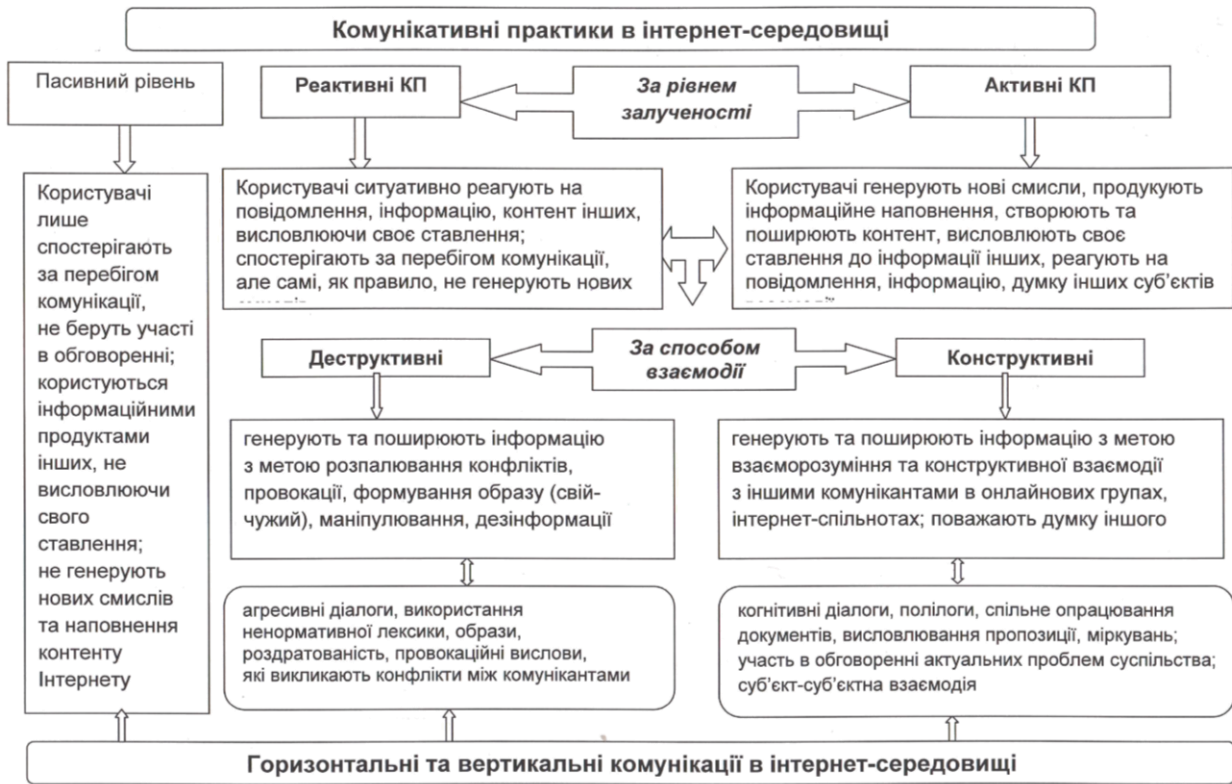 Комунікативні практики в інтернет-середовищі
Пасивний рівень
Реактивні КП
За рівнем
залученості
Активні КП
Користувачі
лише
спостерігають
за перебігом
комунікації,
не беруть участі
в обговоренні;
користуються
інформаційними
продуктами
інших, не
висловлюючи
свого
ставлення;
не генерують
нових смислів
та наповнення
контенту
Інтернету
Користувачі ситуативно реагують на
повідомлення, інформацію, контент інших,
висловлюючи своє ставлення;
спостерігають за перебігом комунікації,
але самі, як правило, не генерують нових
Користувачі генерують нові смисли, продукують
інформаційне наповнення, створюють та
поширюють контент, висловлюють своє
ставлення до інформації інших, реагують на
повідомлення, інформацію, думку інших суб'єктів
Деструктивні
За способом
взаємодії
Конструктивні
генерують та поширюють інформацію
з метою розпалювання конфліктів,
провокації, формування образу (свій-
чужий), маніпулювання, дезінформації
генерують та поширюють інформацію з метою
взаєморозуміння та конструктивної взаємодії
з іншими комунікантами в онлайнових групах,
інтернет-спільнотах; поважають думку іншого
агресивні діалоги, використання
ненормативної лексики, образи,
роздратованість, провокаційні вислови,
які викликають конфлікти між комунікантами
когнітивні діалоги, полілоги, спільне опрацювання
документів, висловлювання пропозиції, міркувань;
участь в обговоренні актуальних проблем суспільства;
суб'єкт-суб'єктна взаємодія
Горизонтальні та вертикальні комунікації в інтернет-середовищі